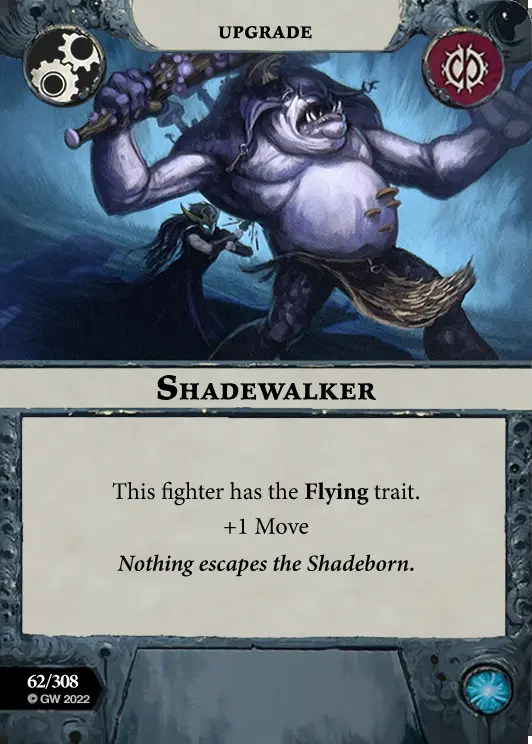 UPGRADE
SHADEWALKER
This fighter has the Flying trait.
+1 Move
Nothing escapes the Shadeborn.
62/308
© GW 2022